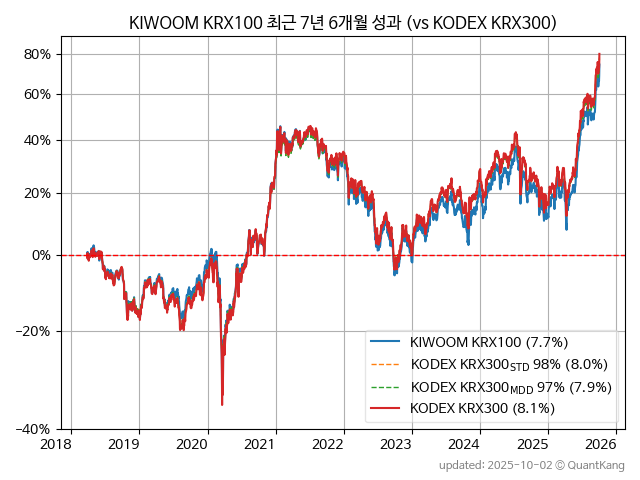 KIWOOM KRX100 최근 7년 6개월 성과 (vs KODEX KRX300)
80%
60%
40%
20%
0%
−20%
−40%
KIWOOM KRX100 (7.7%)
KODEX KRX300STD 98% (8.0%)
KODEX KRX300MDD 97% (7.9%)
KODEX KRX300 (8.1%)
2018 2019 2020 2021 2022 2023 2024 2025 2026
updated: 2025-10-02 © QuantKang